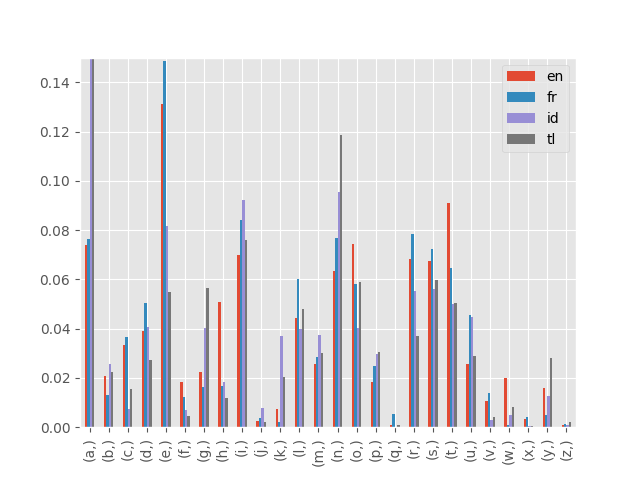 en
fr
id
tl
0.14
0.12
0.10
0.08
0.06
0.04
0.02
0.00
(a,) (b,) (c,) (d,) (e,) (f,) (g,) (h,) (i,) (j,) (k,) (l,) (m,) (n,) (o,) (p,) (q,) (r,) (s,) (t,) (u,) (v,) (w,) (x,) (y,) (z,)